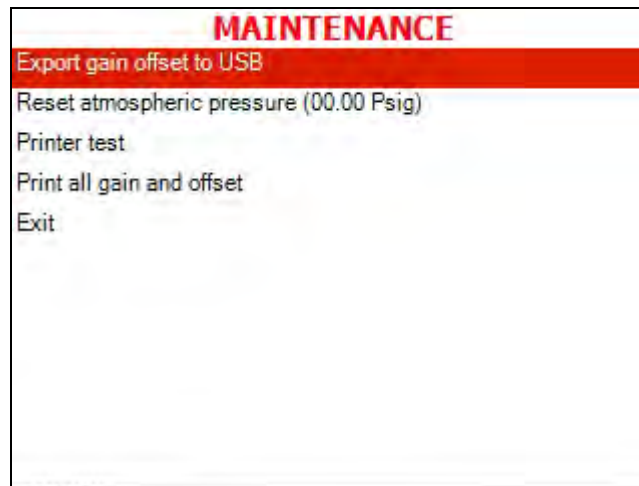 MAINTENANCE
Export gain offset to USB
Reset atmospheric pressure (00.00 Psig)
Printer test
Print all gain and offset
Exit